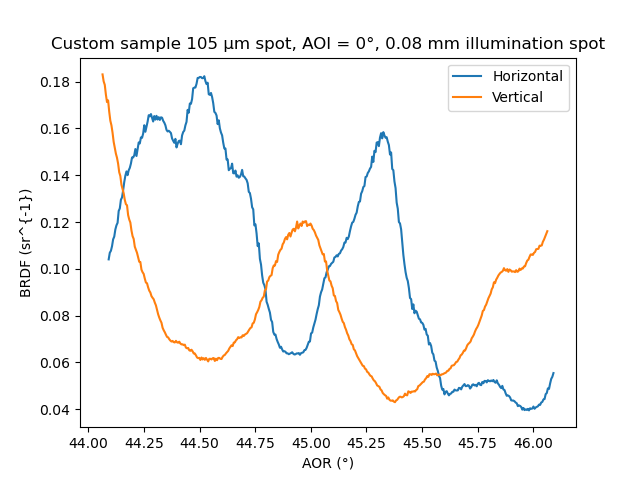 Custom sample 105 μm spot, AOI = 0°, 0.08 mm illumination spot
Horizontal
Vertical
BRDF (sr^{-1})
0.18
0.16
0.14
0.12
0.10
0.08
0.06
0.04
44.00 44.25 44.50 44.75 45.00 45.25 45.50 45.75 46.00
AOR (°)